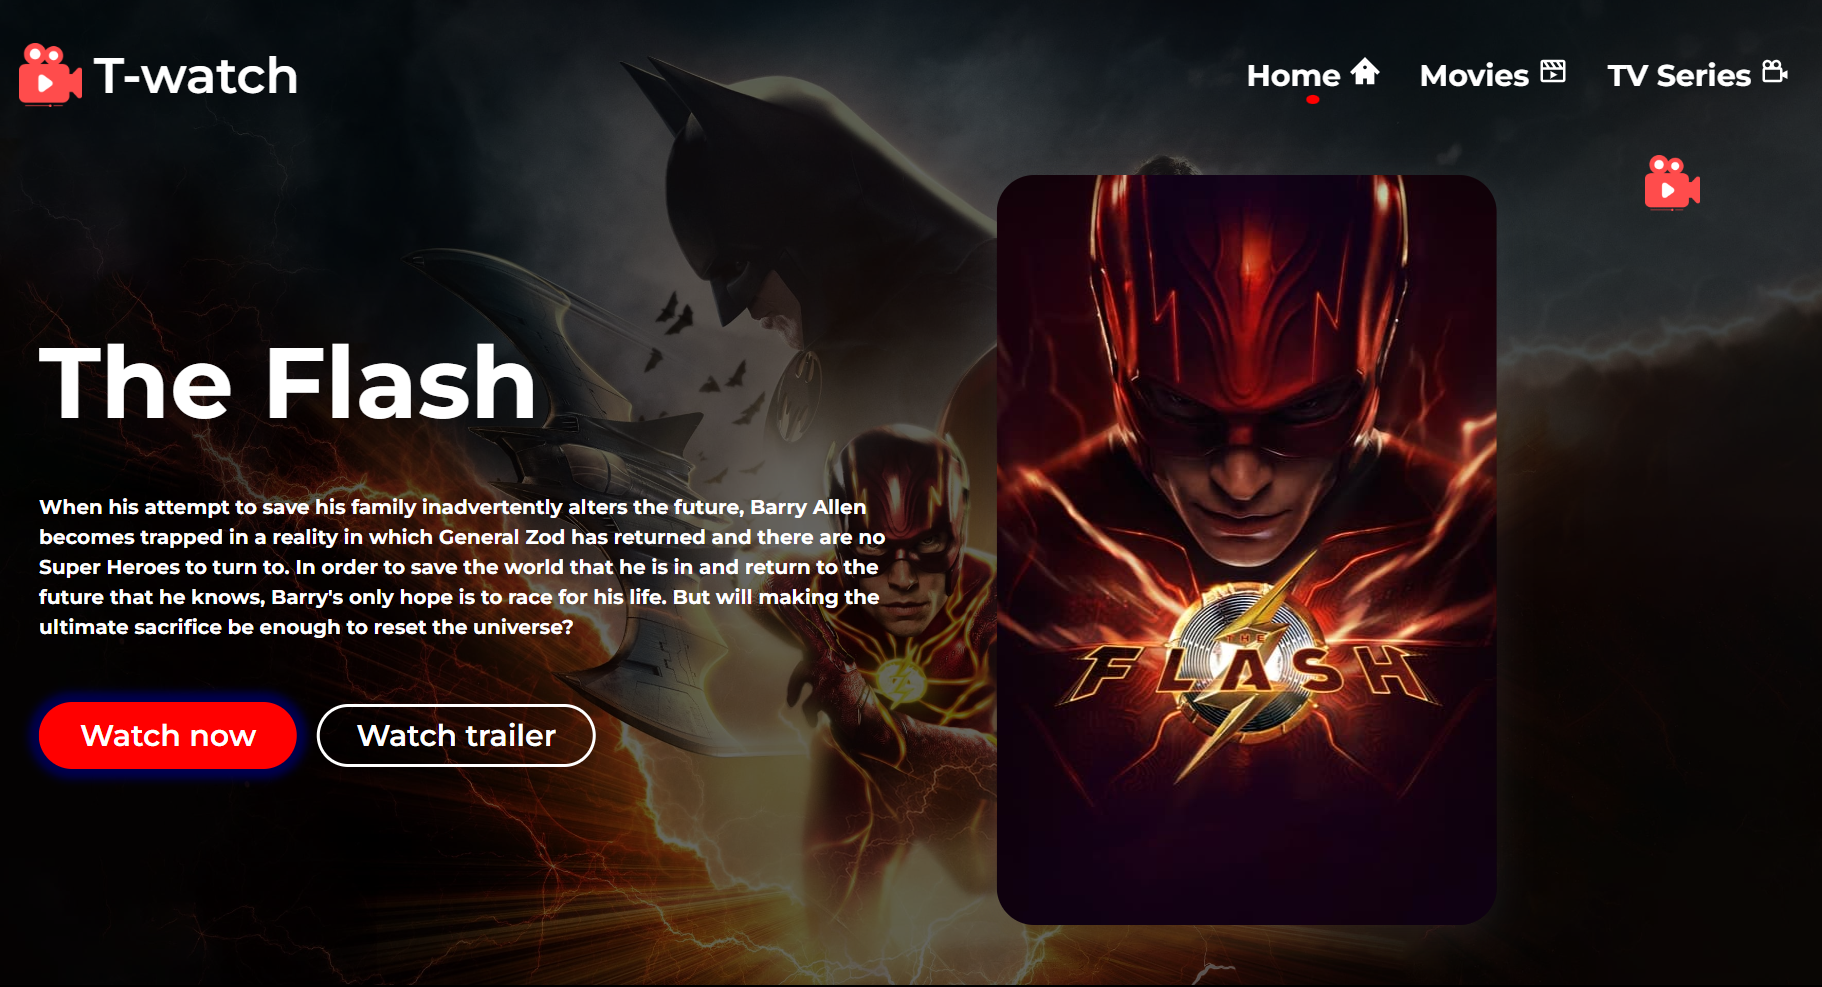 T-watch
Home
Movies
TV Series
The Flash
When his attempt to save his family inadvertently alters the future, Barry Allen
becomes trapped in a reality in which General Zod has returned and there are no
Super Heroes to turn to. In order to save the world that he is in and return to the
future that he knows, Barry's only hope is to race for his life. But will making the
ultimate sacrifice be enough to reset the universe?
Watch now
Watch trailer
THE
FLASH